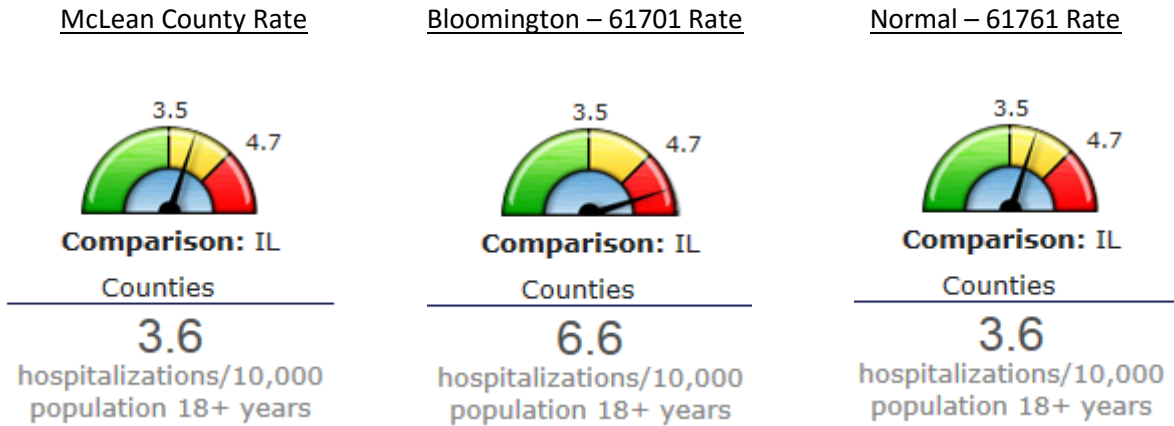 McLean County Rate
Bloomington – 61701 Rate
Normal – 61761 Rate
3.5
4.7
Comparison: IL
Counties
3.6
hospitalizations/10,000
population 18+ years
3.5
4.7
Comparison: IL
Counties
6.6
hospitalizations/10,000
population 18+ years
3.5
4.7
Comparison: IL
Counties
3.6
hospitalizations/10,000
population 18+ years